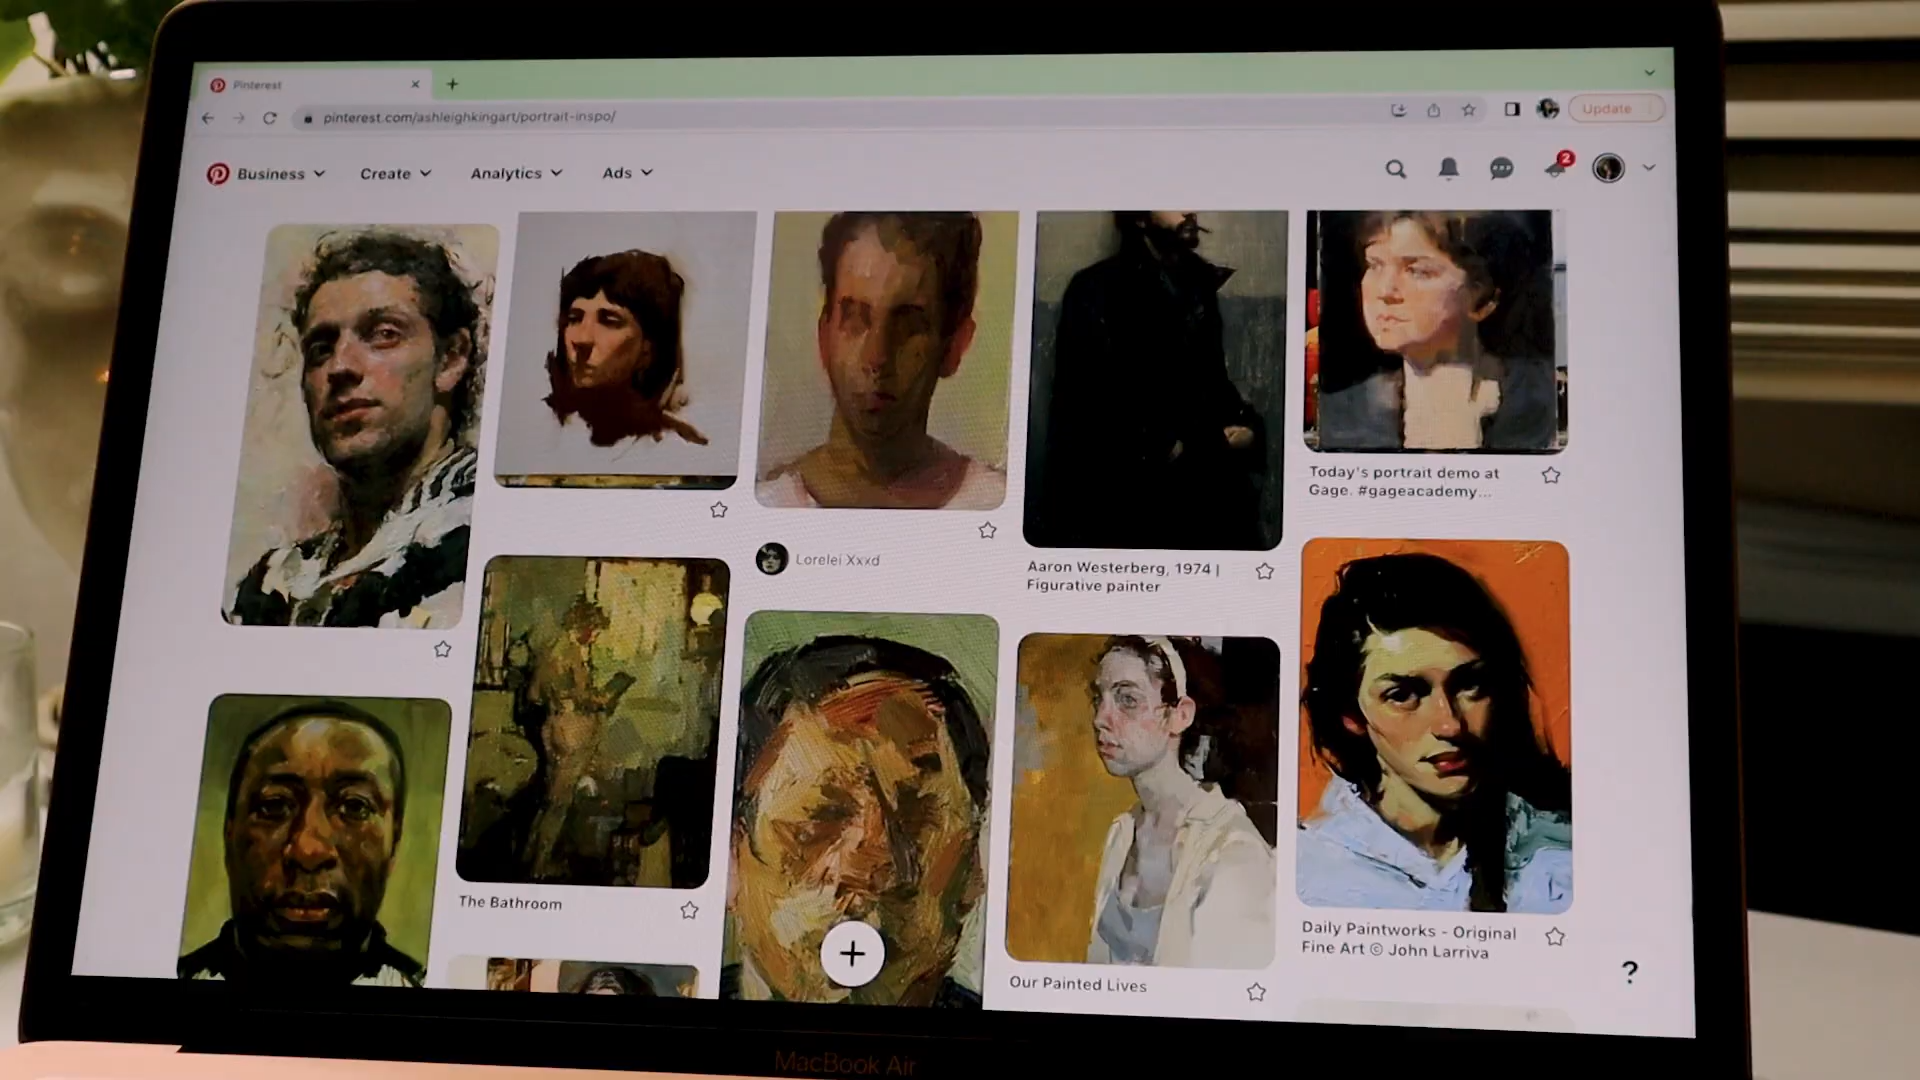 Pinterest
pinterest.com/ashleighkingart/portrait-inspo/
Update
Business
Create
Analytics
Ads
2
Today's portrait demo at
Gage. #gageacademy...
Lorelei Xxxd
Aaron Westerberg, 1974 |
Figurative painter
The Bathroom
Our Painted Lives
Daily Paintworks - Original
Fine Art © John Larriva
?
MacBook Air